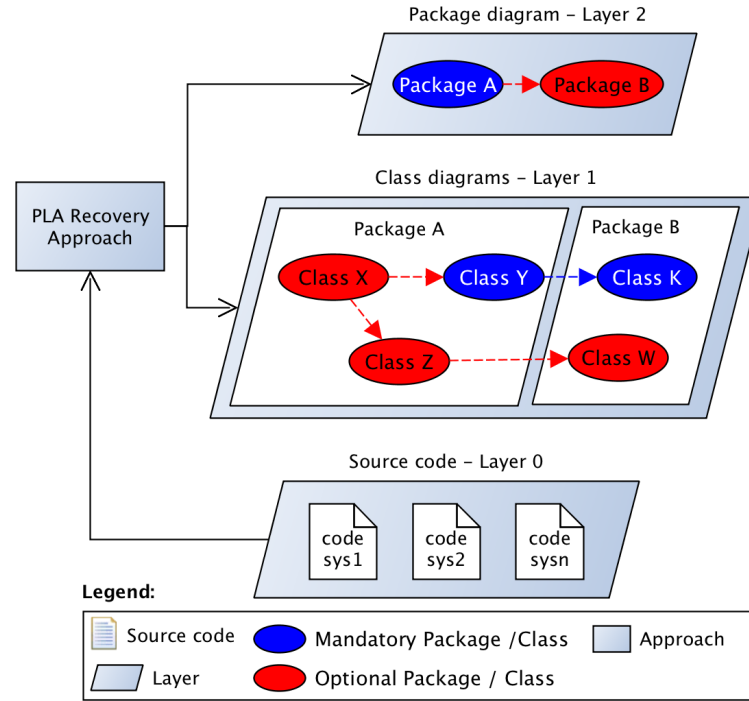 Package diagram – Layer 2
Package A
Package B
Class diagrams – Layer 1
PLA Recovery
Approach
Package A
Package B
Class X
Class Y
Class K
Class Z
Class W
Source code – Layer 0
code
sys1
code
sys2
code
sysn
Legend:
Source code
Mandatory Package /Class
Approach
Layer
Optional Package / Class